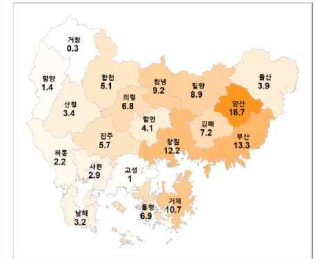 거창
0.3
함양
1.4
합천
5.1
창녕
9.2
밀양
8.9
울산
3.9
산청
3.4
의령
6.8
함안
4.1
양산
18.7
김해
7.2
부산
13.3
진주
5.7
창원
12.2
하동
2.2
사천
2.9
고성
1
통영
6.9
거제
10.7
남해
3.2